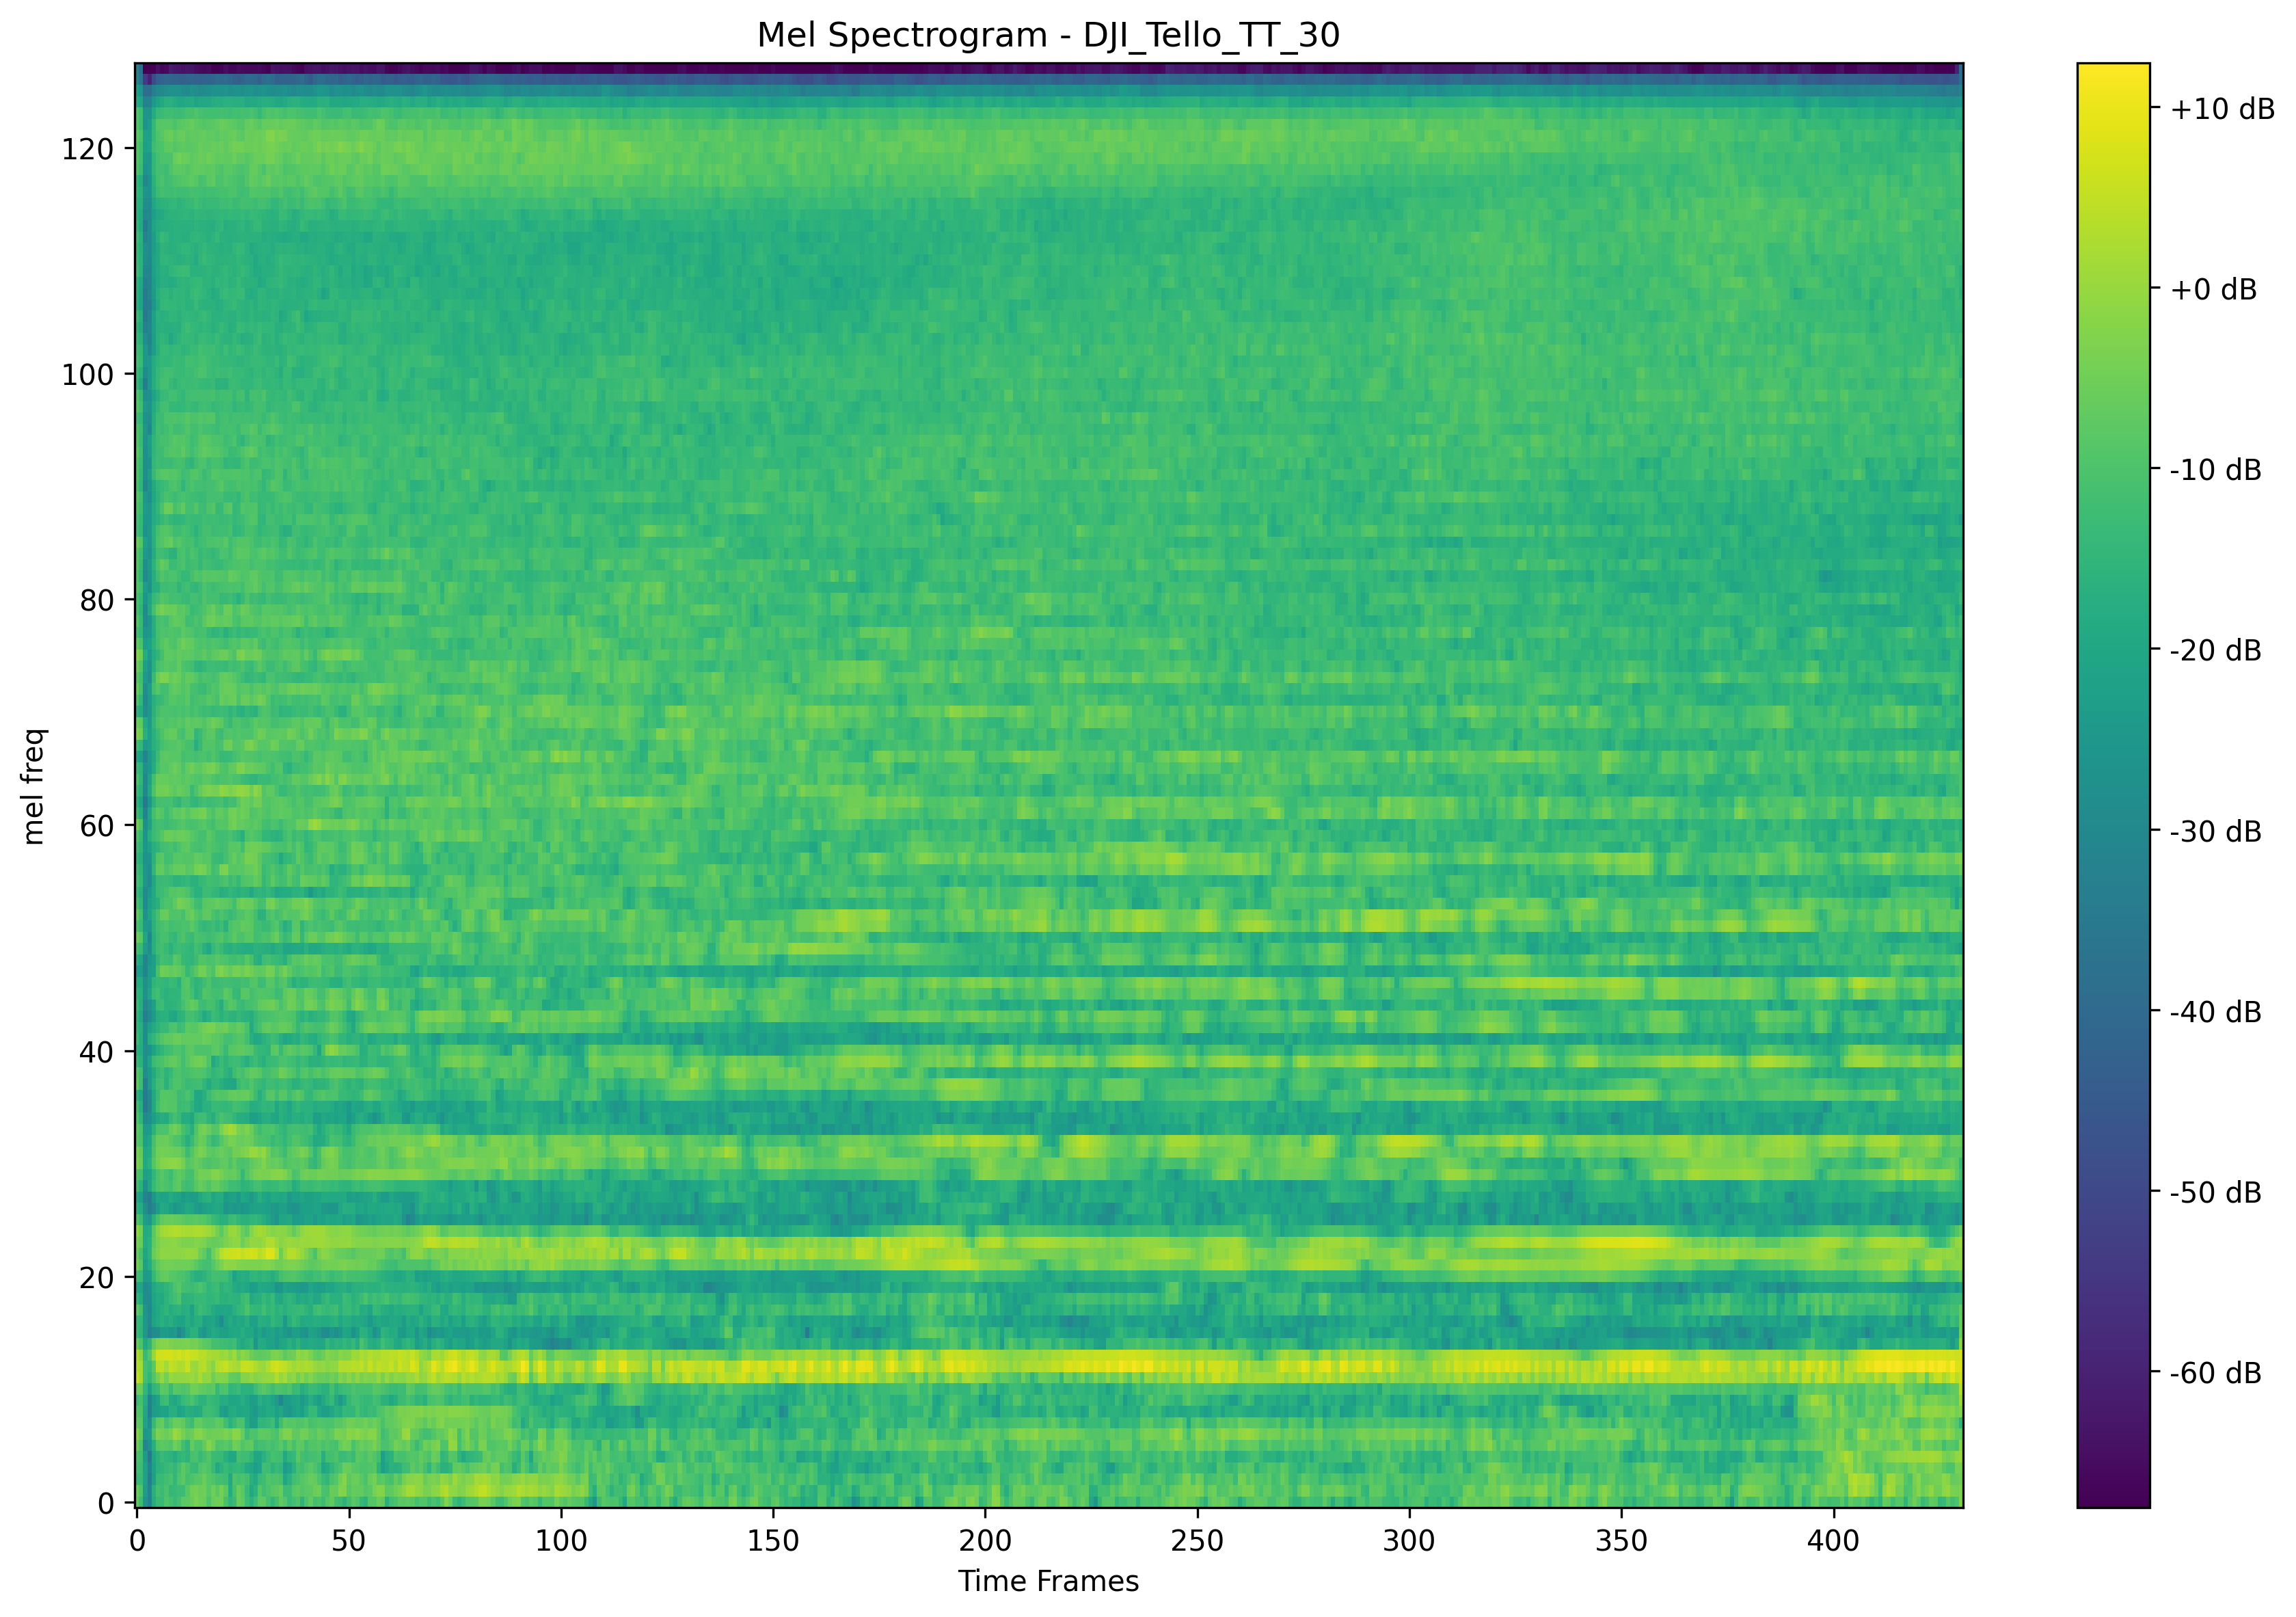 Mel Spectrogram - DJI_Tello_TT_30
mel freq
120
100
80
60
40
20
0
0 50 100 150 200 250 300 350 400
Time Frames
+10 dB
+0 dB
-10 dB
-20 dB
-30 dB
-40 dB
-50 dB
-60 dB